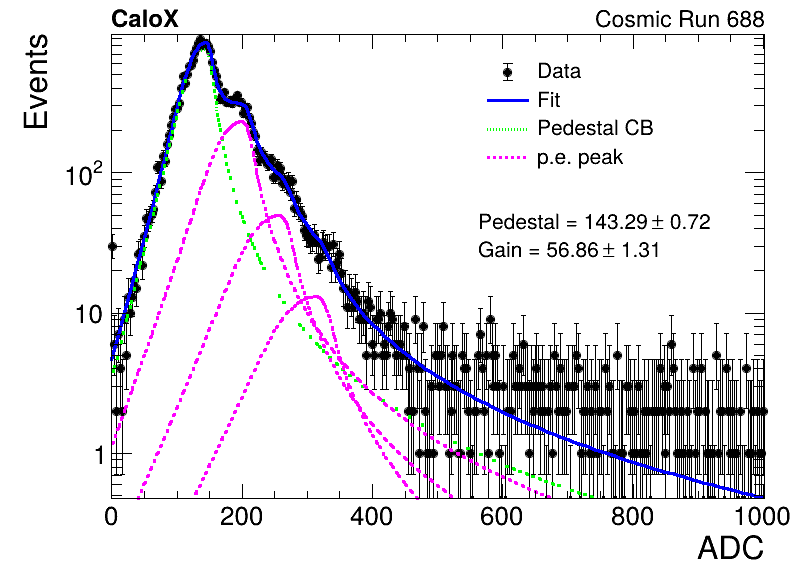 CaloX Cosmic Run 688
Events
Data
Fit
Pedestal CB
p.e. peak
Pedestal = 143.29 ± 0.72
Gain = 56.86 ± 1.31
10²
10
1
0 200 400 600 800 1000
ADC